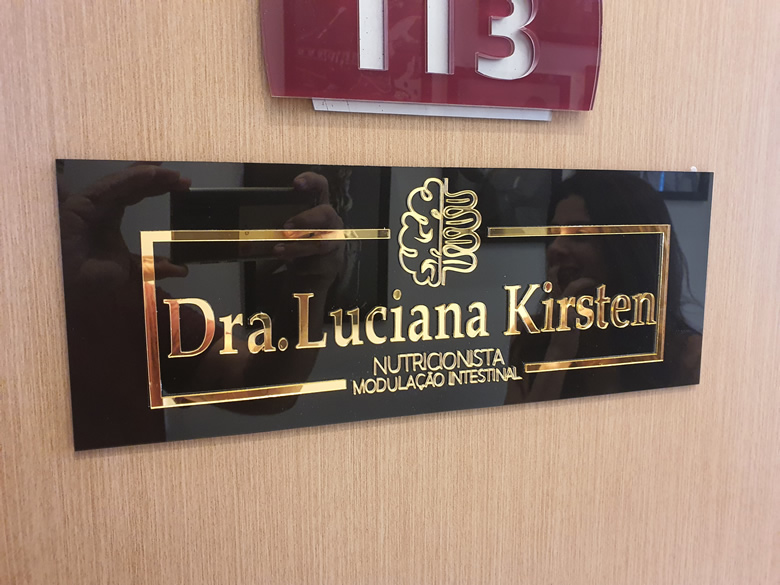 113
Dra. Luciana Kirsten
NUTRICIONISTA
MODULAÇÃO INTESTINAL